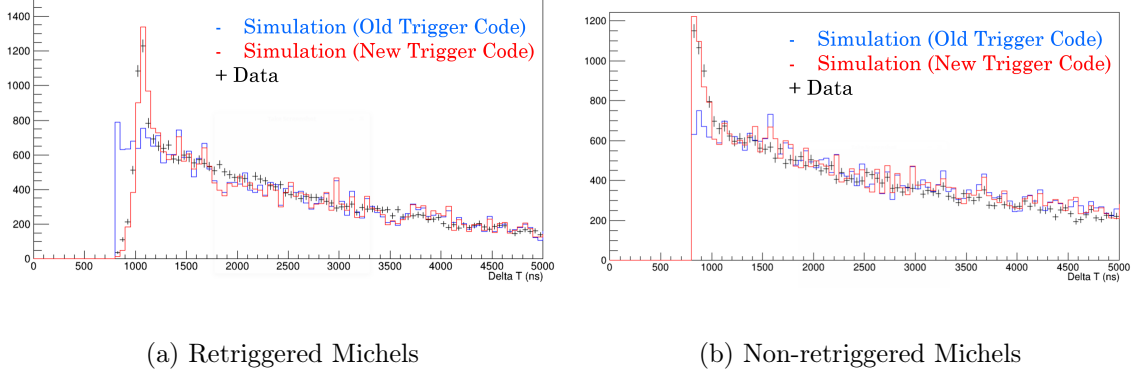 1400
1200
1000
800
600
400
200
0
- Simulation (Old Trigger Code)
- Simulation (New Trigger Code)
+ Data
0 500 1000 1500 2000 2500 3000 3500 4000 4500 5000
Delta T (ns)
(a) Retriggered Michels
1200
1000
800
600
400
200
0
- Simulation (Old Trigger Code)
- Simulation (New Trigger Code)
+ Data
0 500 1000 1500 2000 2500 3000 3500 4000 4500 5000
Delta T (ns)
(b) Non-retriggered Michels